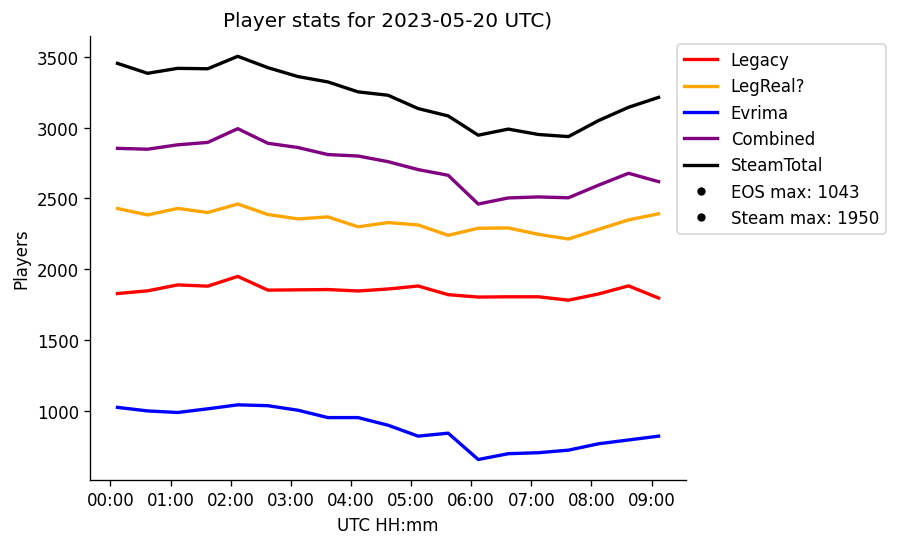 Player stats for 2023-05-20 UTC)
3500
3000
2500
2000
1500
1000
Players
00:00 01:00 02:00 03:00 04:00 05:00 06:00 07:00 08:00 09:00
UTC HH:mm
Legacy
LegReal?
Evrima
Combined
SteamTotal
EOS max: 1043
Steam max: 1950